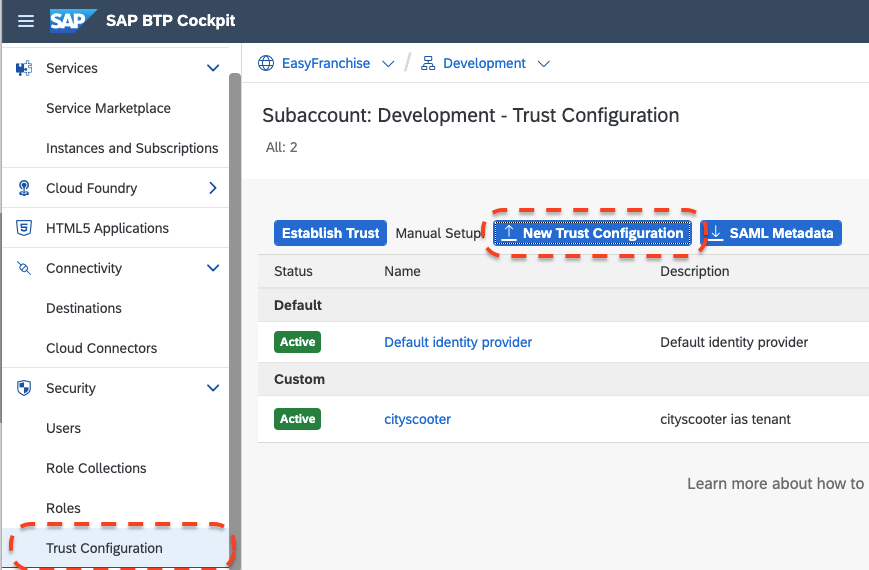 SAP SAP BTP Cockpit
Services
Service Marketplace
Instances and Subscriptions
Cloud Foundry
HTML5 Applications
Connectivity
Destinations
Cloud Connectors
Security
Users
Role Collections
Roles
Trust Configuration
EasyFranchise / Development
Subaccount: Development - Trust Configuration
All: 2
Establish Trust Manual Setup New Trust Configuration SAML Metadata
Status Name Description
Default
Active Default identity provider Default identity provider
Custom
Active cityscooter cityscooter ias tenant
Learn more about how to